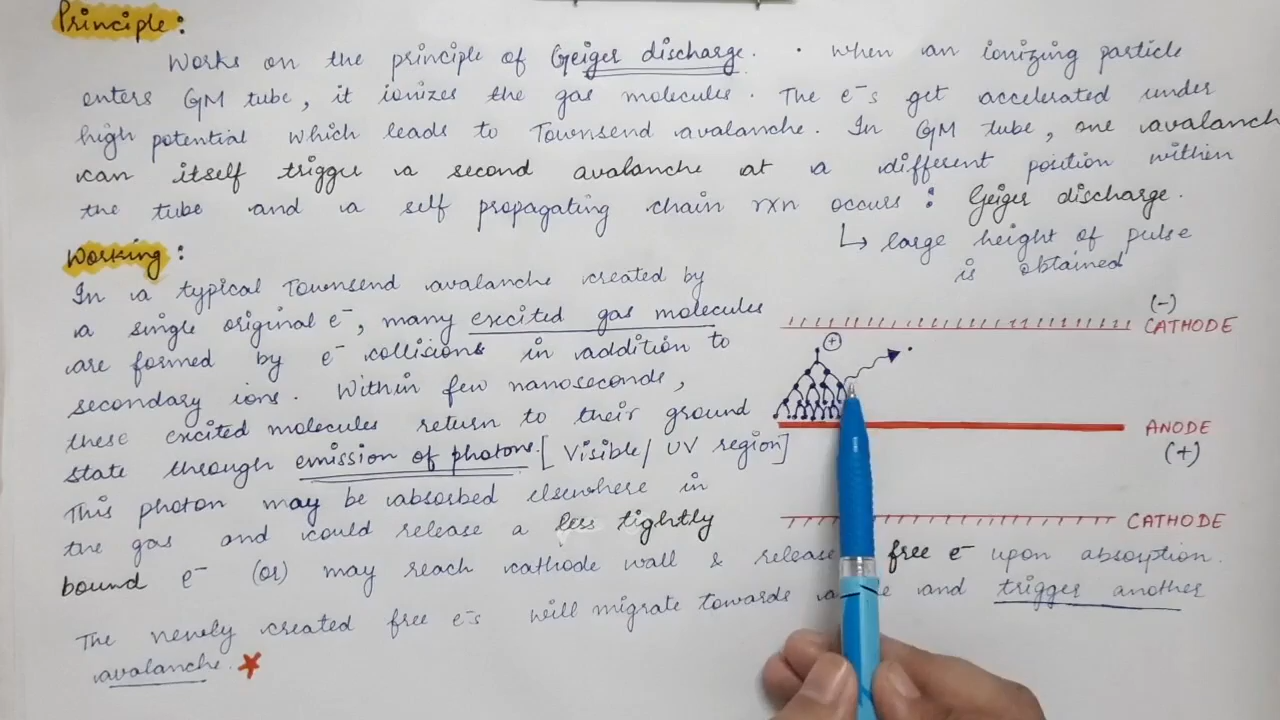 Principle:
Works on the principle of Geiger discharge. • When an ionizing particle
enters GM tube, it ionizes the gas molecules. The e⁻s get accelerated under
high potential which leads to Townsend avalanche. In GM tube, one avalanch
can itself trigger a second avalanche at a different position within
the tube and a self propagating chain rxn occurs : Geiger discharge.
↳ large height of pulse
is obtained
Working:
In a typical Townsend avalanche created by
a single original e⁻, many excited gas molecules
are formed by e⁻ collisions in addition to
secondary ions. Within few nanoseconds,
these excited molecules return to their ground
state through emission of photons. [Visible/ UV region]
This photon may be absorbed elsewhere in
the gas and could release a less tightly
bound e⁻ (or) may reach cathode wall & release free e⁻ upon absorption.
The newly created free e⁻s will migrate towards and trigger another
avalanche.
(-)
CATHODE
+
ANODE
(+)
CATHODE